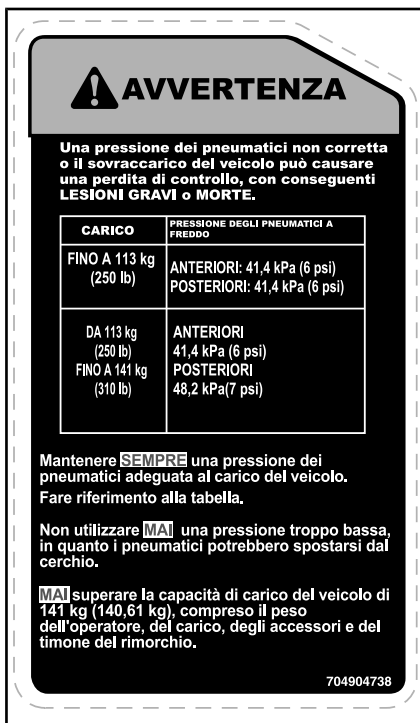 AVVERTENZA
Una pressione dei pneumatici non corretta
o il sovraccarico del veicolo può causare
una perdita di controllo, con conseguenti
LESIONI GRAVI o MORTE.
CARICO
PRESSIONE DEGLI PNEUMATICI A
FREDDO
FINO A 113 kg
(250 lb)
ANTERIORI: 41,4 kPa (6 psi)
POSTERIORI: 41,4 kPa (6 psi)
DA 113 kg
(250 lb)
FINO A 141 kg
(310 lb)
ANTERIORI
41,4 kPa (6 psi)
POSTERIORI
48,2 kPa(7 psi)
Mantenere SEMPRE una pressione dei
pneumatici adeguata al carico del veicolo.
Fare riferimento alla tabella.
Non utilizzare MAI una pressione troppo bassa,
in quanto i pneumatici potrebbero spostarsi dal
cerchio.
MAI superare la capacità di carico del veicolo di
141 kg (140,61 kg), compreso il peso
dell'operatore, del carico, degli accessori e del
timone del rimorchio.
704904738